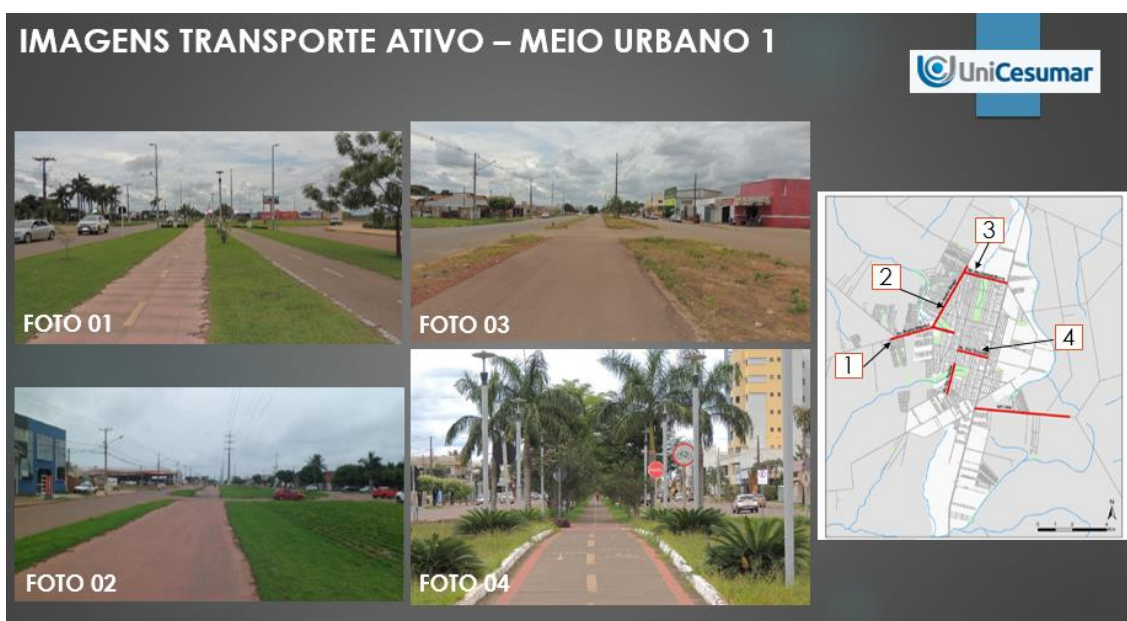 IMAGENS TRANSPORTE ATIVO – MEIO URBANO 1
UniCesumar
FOTO 01
FOTO 03
FOTO 02
FOTO 04
1
2
3
4
N